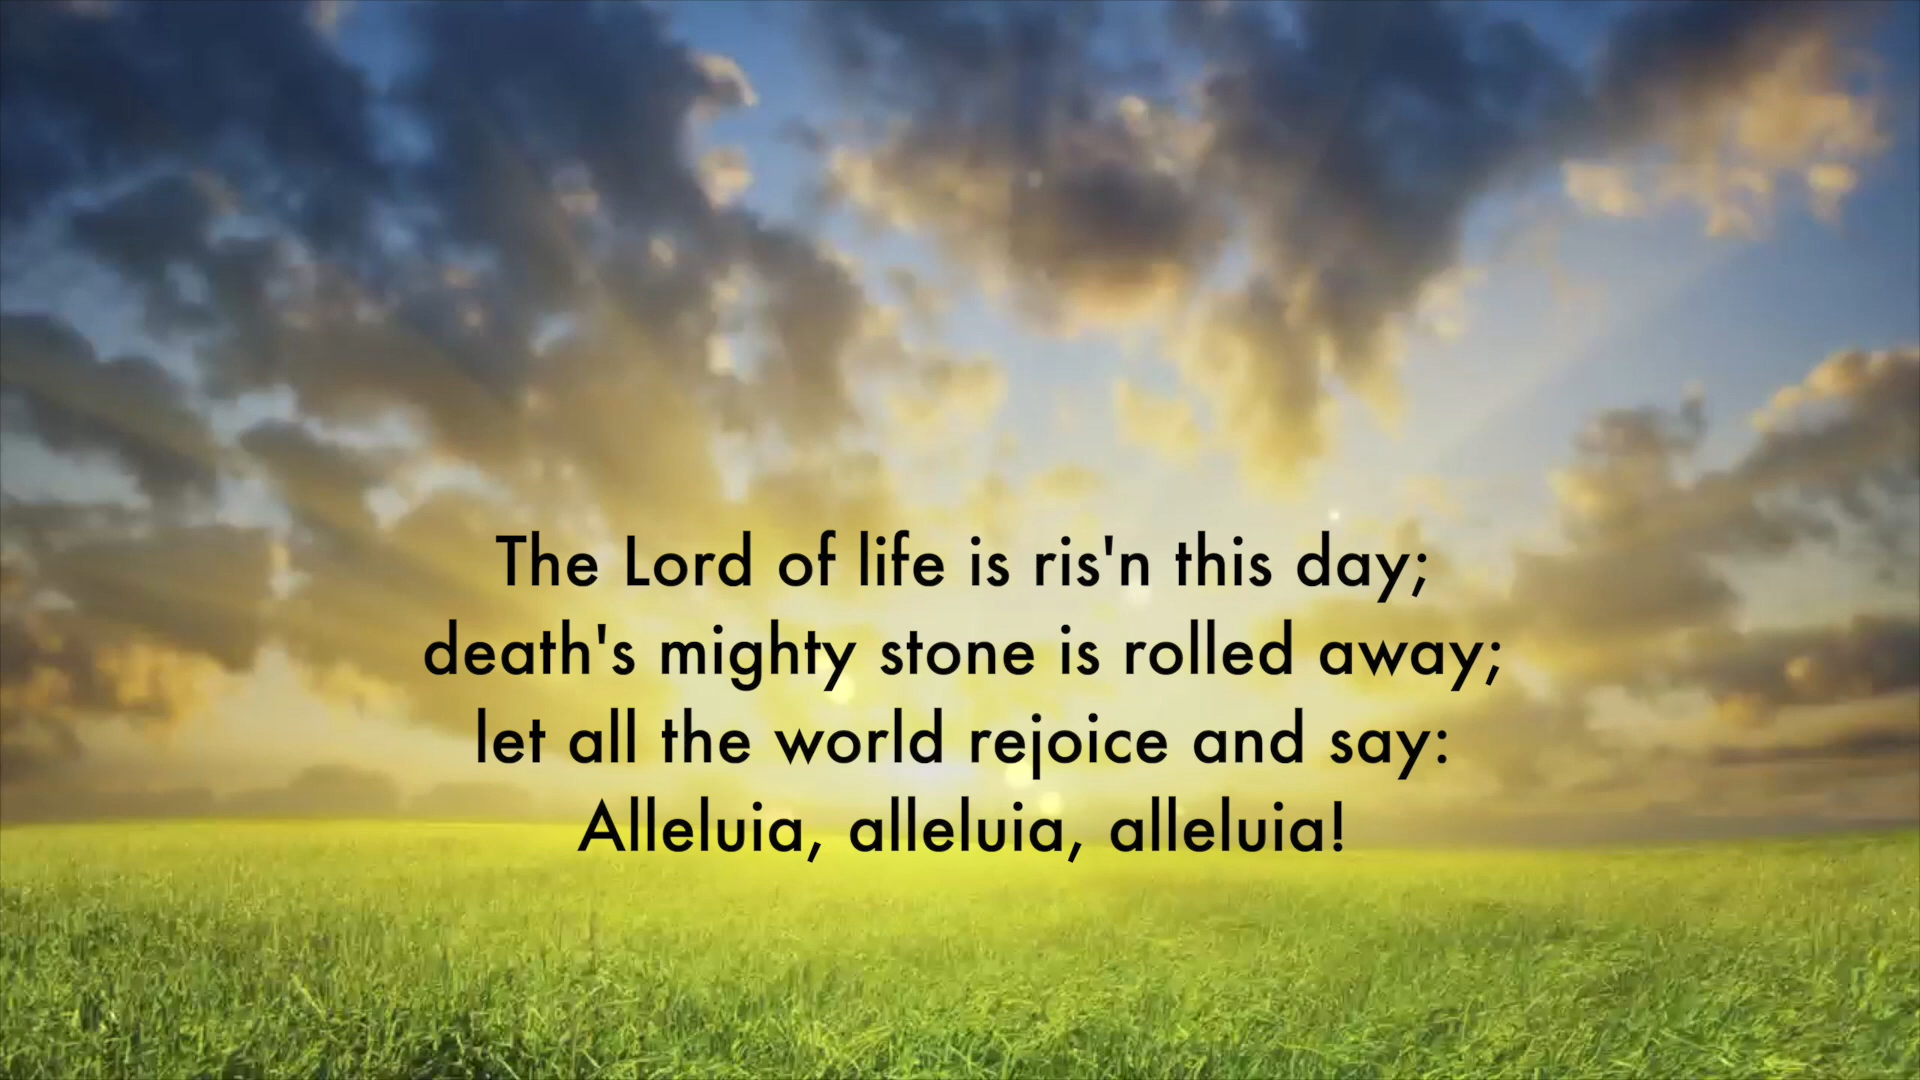 The Lord of life is ris'n this day;
death's mighty stone is rolled away;
let all the world rejoice and say:
Alleluia, alleluia, alleluia!